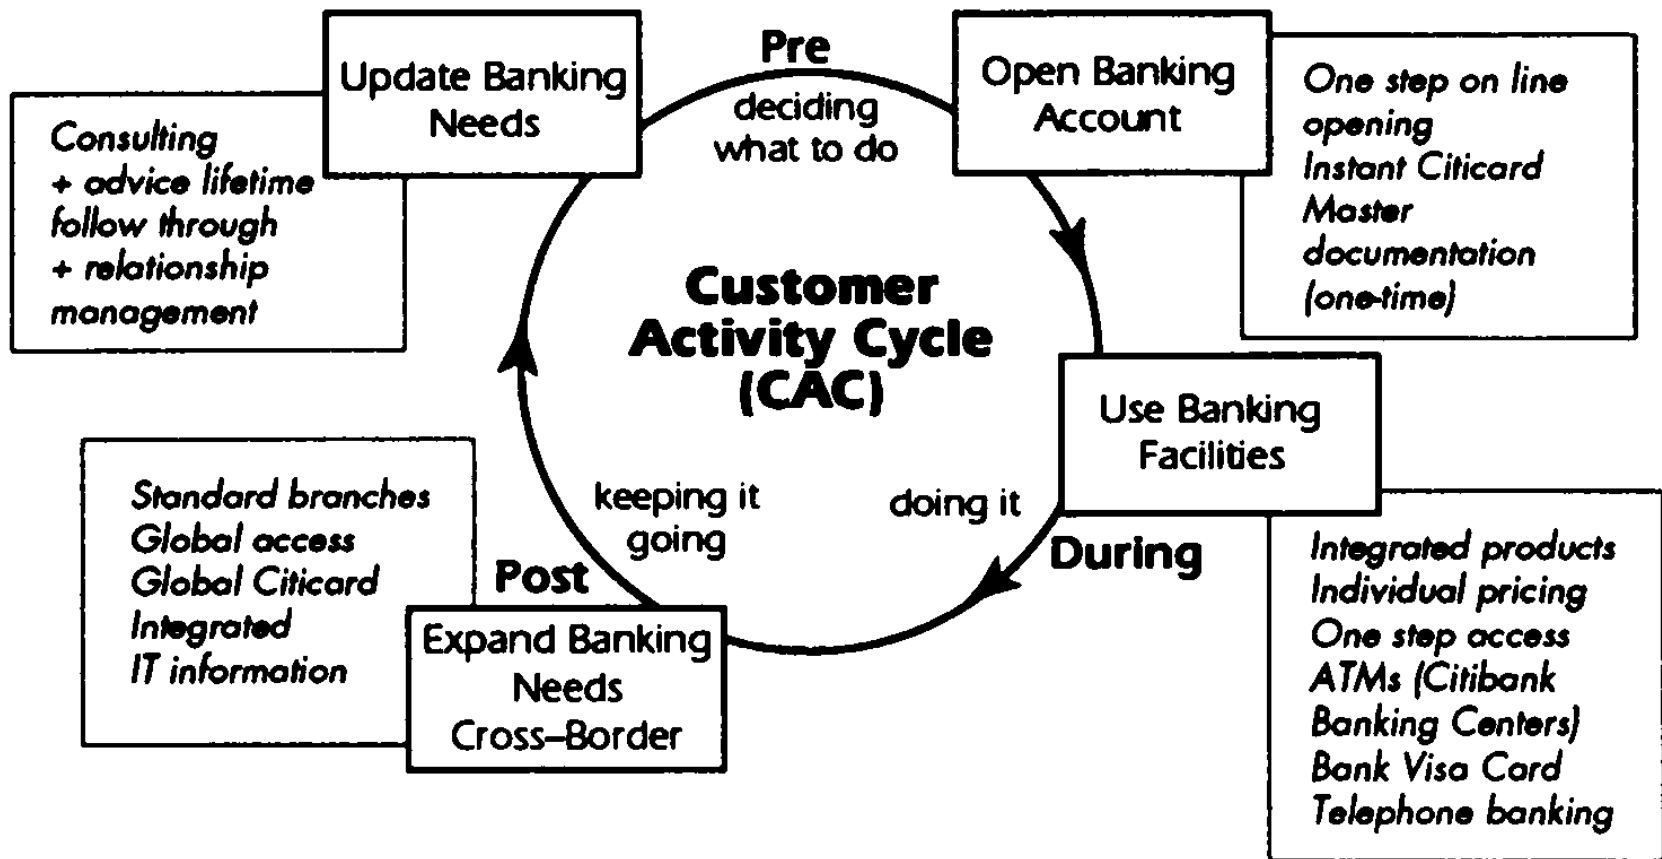 Pre
deciding
what to do
Open Banking
Account
One step on line
opening
Instant Citicard
Master
documentation
(one-time)
Use Banking
Facilities
doing it
During
Integrated products
Individual pricing
One step access
ATMs (Citibank
Banking Centers)
Bank Visa Card
Telephone banking
Expand Banking
Needs
Cross–Border
Post
keeping it
going
Standard branches
Global access
Global Citicard
Integrated
IT information
Update Banking
Needs
Consulting
+ advice lifetime
follow through
+ relationship
management
Customer
Activity Cycle
(CAC)